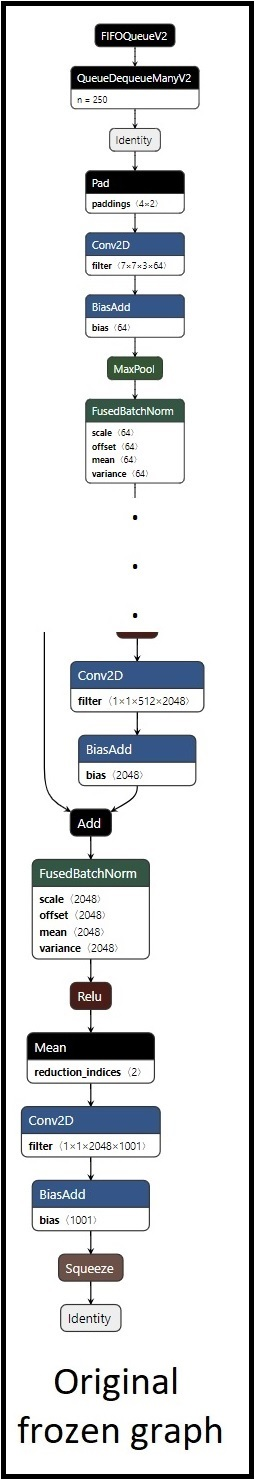 FIFOQueueV2
QueueDequeueManyV2
n = 250
Identity
Pad
paddings ⟨4×2⟩
Conv2D
filter ⟨7×7×3×64⟩
BiasAdd
bias ⟨64⟩
MaxPool
FusedBatchNorm
scale ⟨64⟩
offset ⟨64⟩
mean ⟨64⟩
variance ⟨64⟩
Conv2D
filter ⟨1×1×512×2048⟩
BiasAdd
bias ⟨2048⟩
Add
FusedBatchNorm
scale ⟨2048⟩
offset ⟨2048⟩
mean ⟨2048⟩
variance ⟨2048⟩
Relu
Mean
reduction_indices ⟨2⟩
Conv2D
filter ⟨1×1×2048×1001⟩
BiasAdd
bias ⟨1001⟩
Squeeze
Identity
Original
frozen graph